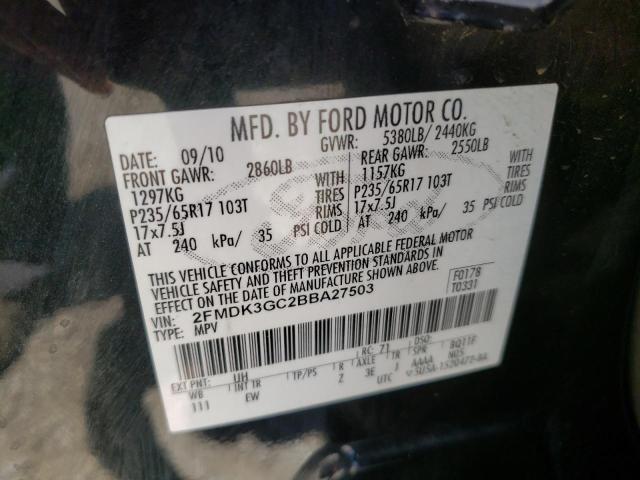 MFD. BY FORD MOTOR CO.
DATE: 09/10 GVWR: 5380LB/ 2440KG
FRONT GAWR: 2860LB REAR GAWR: 2550LB
1297KG WITH 1157KG WITH
P235/65R17 103T TIRES P235/65R17 103T TIRES
17x7.5J RIMS 17x7.5J RIMS
AT 240 kPa/ 35 PSI COLD AT 240 kPa/ 35 PSI COLD
THIS VEHICLE CONFORMS TO ALL APPLICABLE FEDERAL MOTOR
VEHICLE SAFETY AND THEFT PREVENTION STANDARDS IN
EFFECT ON THE DATE OF MANUFACTURE SHOWN ABOVE.
VIN: 2FMDK3GC2BBA27503 F0178
TYPE: MPV T0331
EXT PNT: UH RC: 71 DSO:
WB INT TR TP/PS R AXLE TR SPR
111 EW Z 3E J AAAA
UTC